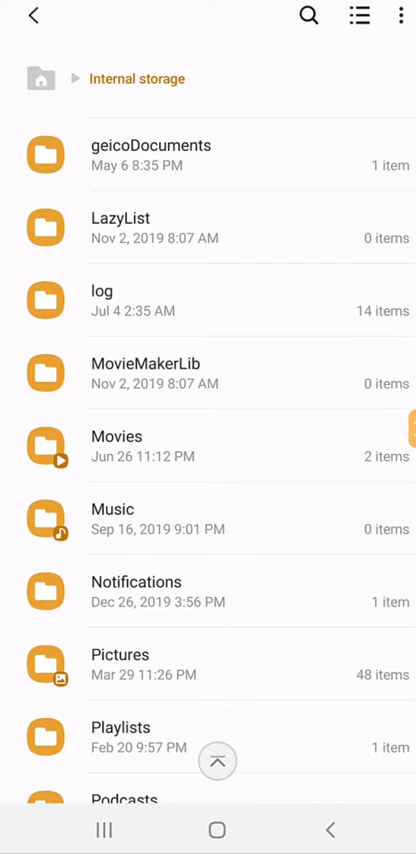 Internal storage
geicoDocuments
May 6 8:35 PM
1 item
LazyList
Nov 2, 2019 8:07 AM
0 items
log
Jul 4 2:35 AM
14 items
MovieMakerLib
Nov 2, 2019 8:07 AM
0 items
Movies
Jun 26 11:12 PM
2 items
Music
Sep 16, 2019 9:01 PM
0 items
Notifications
Dec 26, 2019 3:56 PM
1 item
Pictures
Mar 29 11:26 PM
48 items
Playlists
Feb 20 9:57 PM
1 item
Podcasts